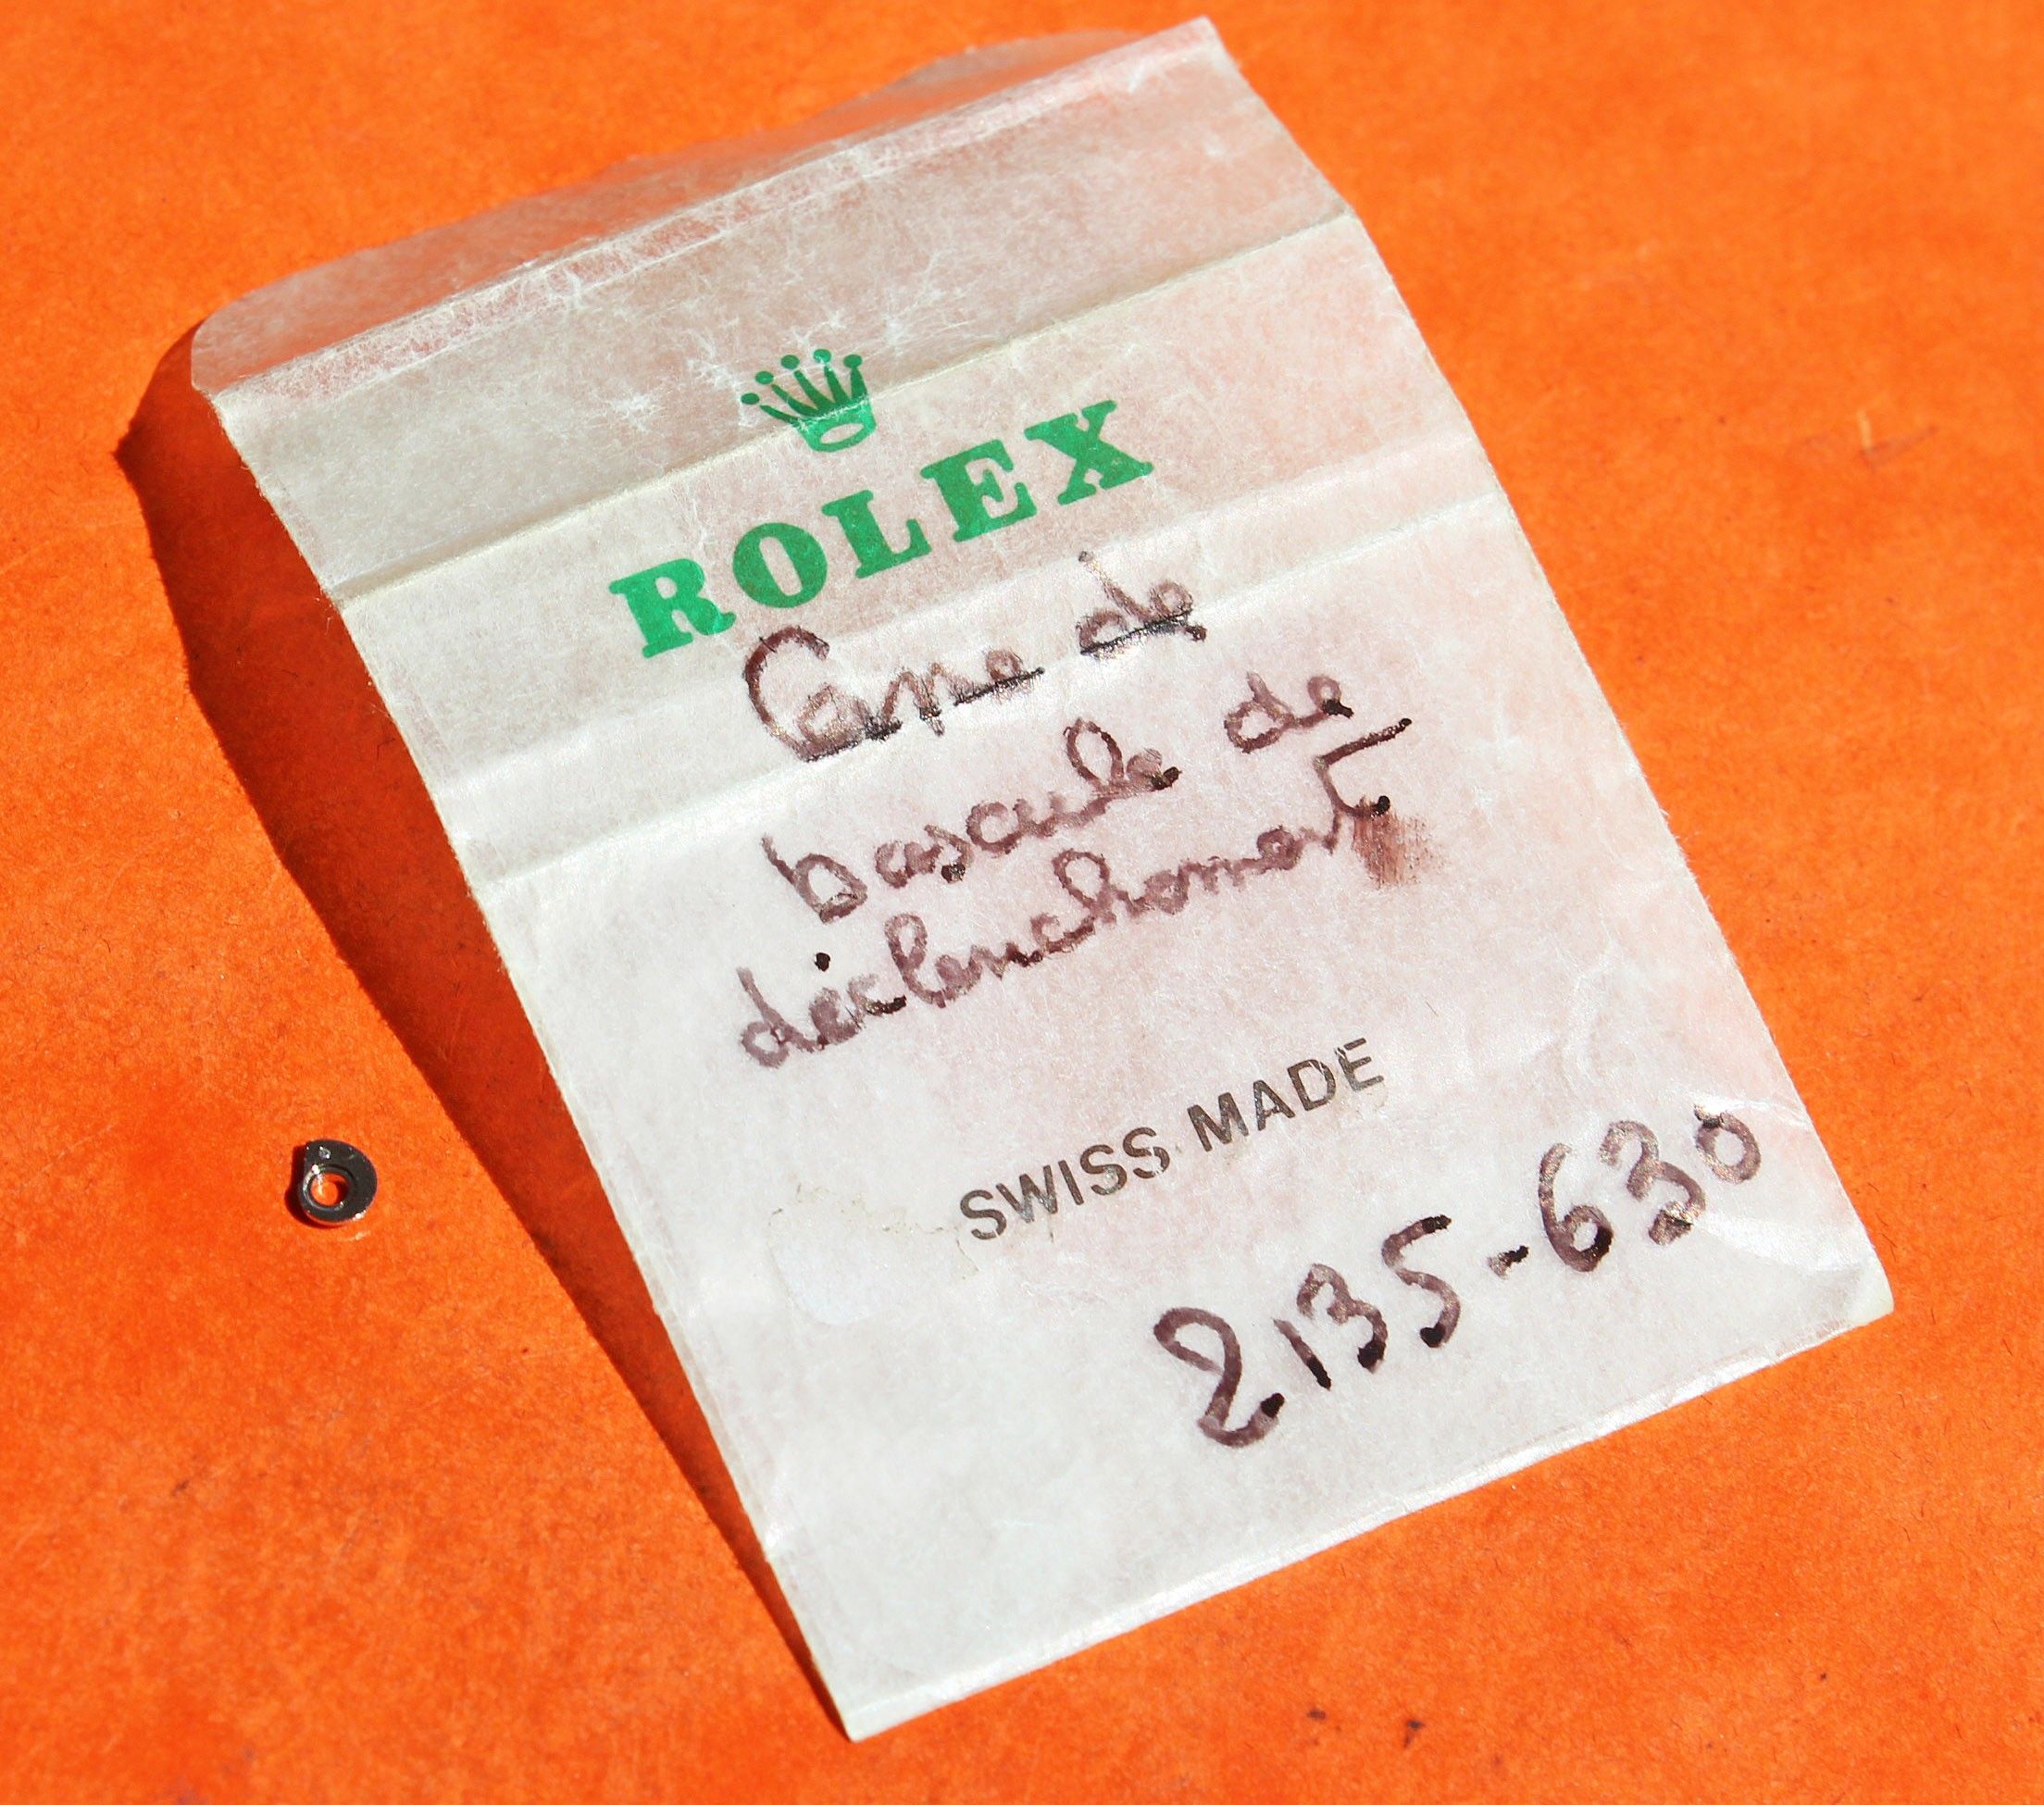 ROLEX
Came de
bascule de
déclenchement
SWISS MADE
2135-630